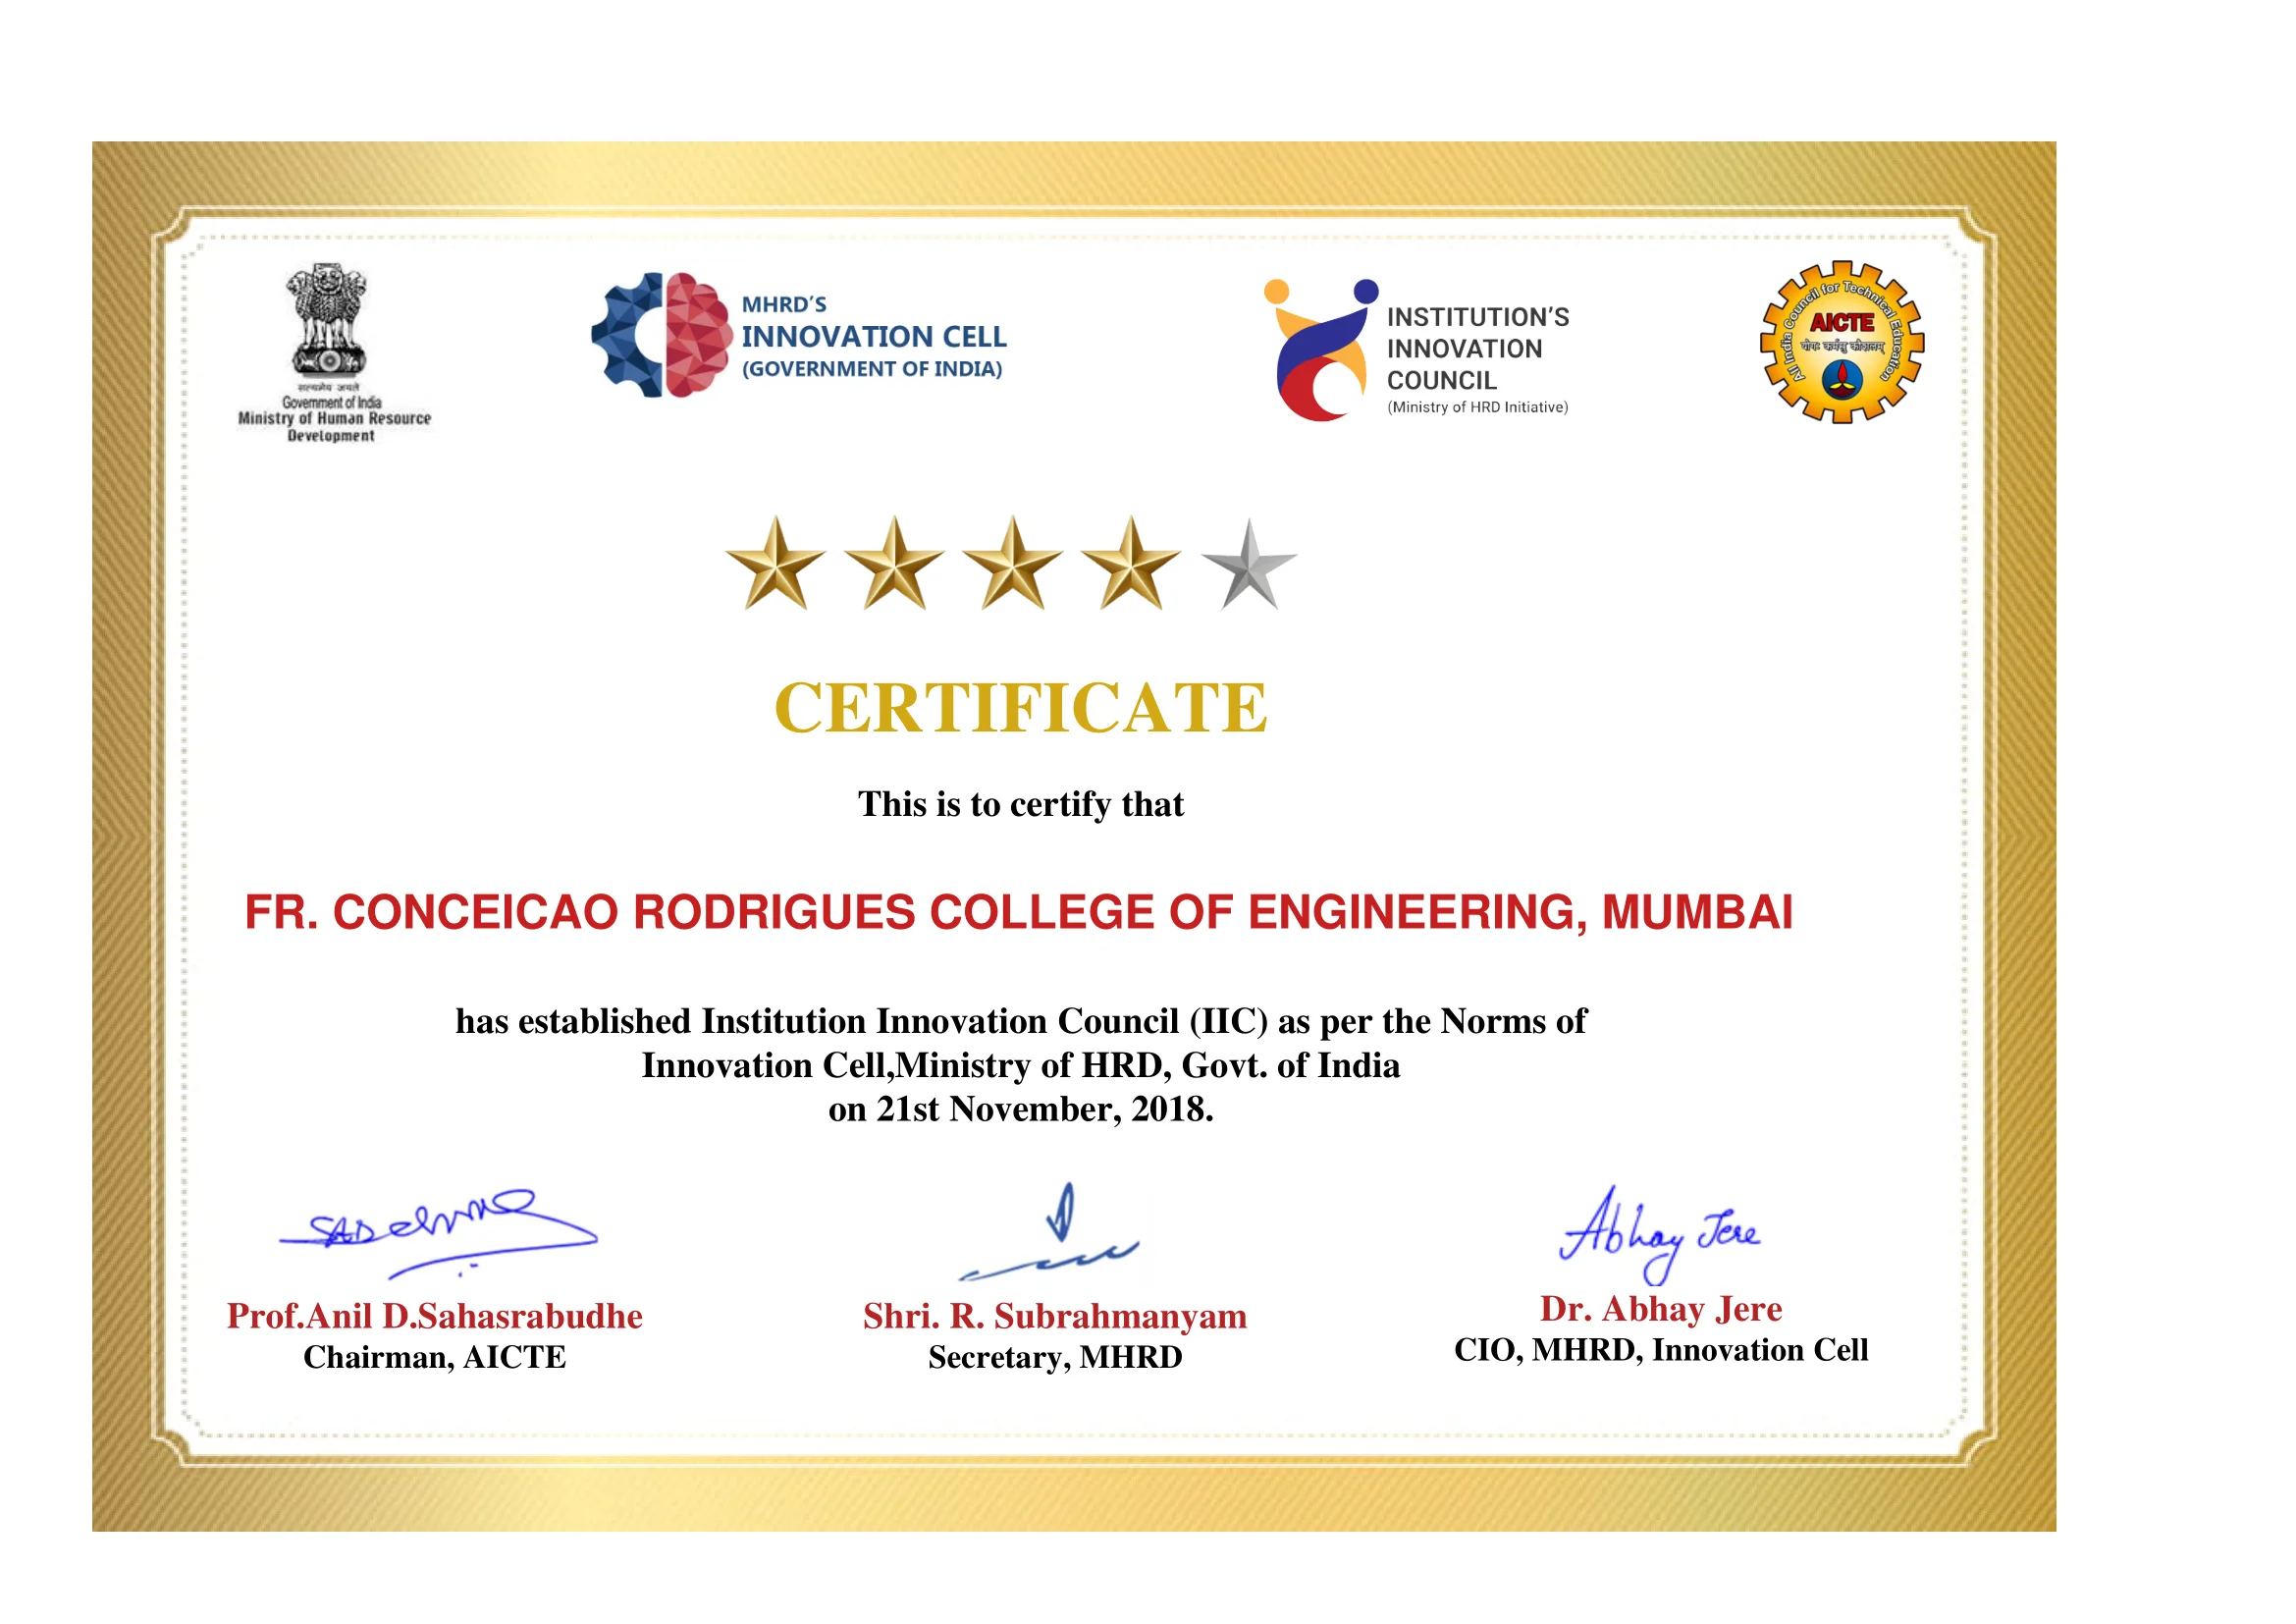 सत्यमेव जयते
Government of India
Ministry of Human Resource
Development
MHRD'S
INNOVATION CELL
(GOVERNMENT OF INDIA)
INSTITUTION'S
INNOVATION
COUNCIL
(Ministry of HRD Initiative)
All India Council for Technical Education
AICTE
योगः कर्मसु कौशलम्
CERTIFICATE
This is to certify that
FR. CONCEICAO RODRIGUES COLLEGE OF ENGINEERING, MUMBAI
has established Institution Innovation Council (IIC) as per the Norms of
Innovation Cell,Ministry of HRD, Govt. of India
on 21st November, 2018.
Abhay Jere
Prof.Anil D.Sahasrabudhe
Chairman, AICTE
Shri. R. Subrahmanyam
Secretary, MHRD
Dr. Abhay Jere
CIO, MHRD, Innovation Cell